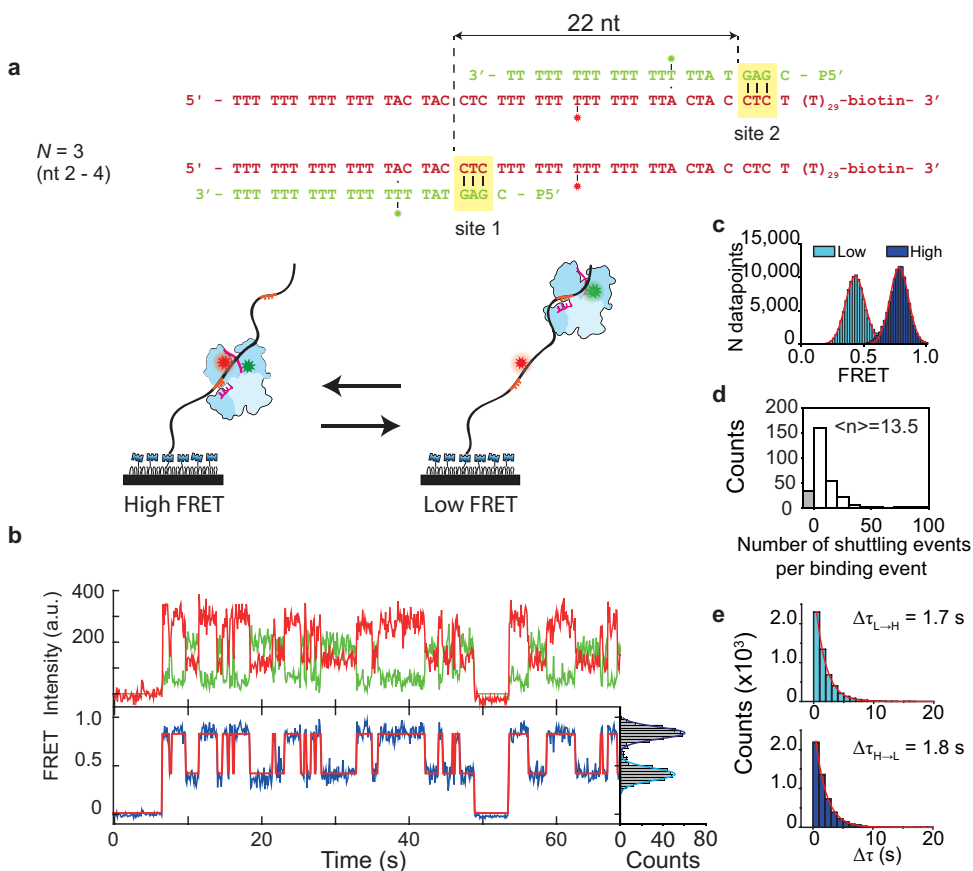 22 nt
a
3'- TT TTT TTT TTT TTT TTA T GAG C - P5'
5' - TTT TTT TTT TTT TAC TAC CTC TTT TTT TTT TTT TTA CTAC CTC T (T)29-biotin- 3'
site 2
N = 3
(nt 2 - 4)
5' - TTT TTT TTT TTT TAC TAC CTC TTT TTT TTT TTT TTA CTA C CTC T (T)29-biotin- 3'
3' - TTT TTT TTT TTT TTT TAT GAG C - P5'
site 1
High FRET
Low FRET
b
Intensity (a.u.)
400
200
0
FRET
1.0
0.5
0
0 20 40 60 0 40 80
Time (s)
Counts
c
N datapoints
15,000
10,000
5,000
0
Low
High
0.0 0.5 1.0
FRET
d
Counts
200
150
100
50
0
<n>=13.5
0 50 100
Number of shuttling events
per binding event
e
Counts (x10³)
2.0
1.0
0
ΔτL→H = 1.7 s
0 20
2.0
1.0
0
ΔτH→L = 1.8 s
0 10 20
Δτ (s)